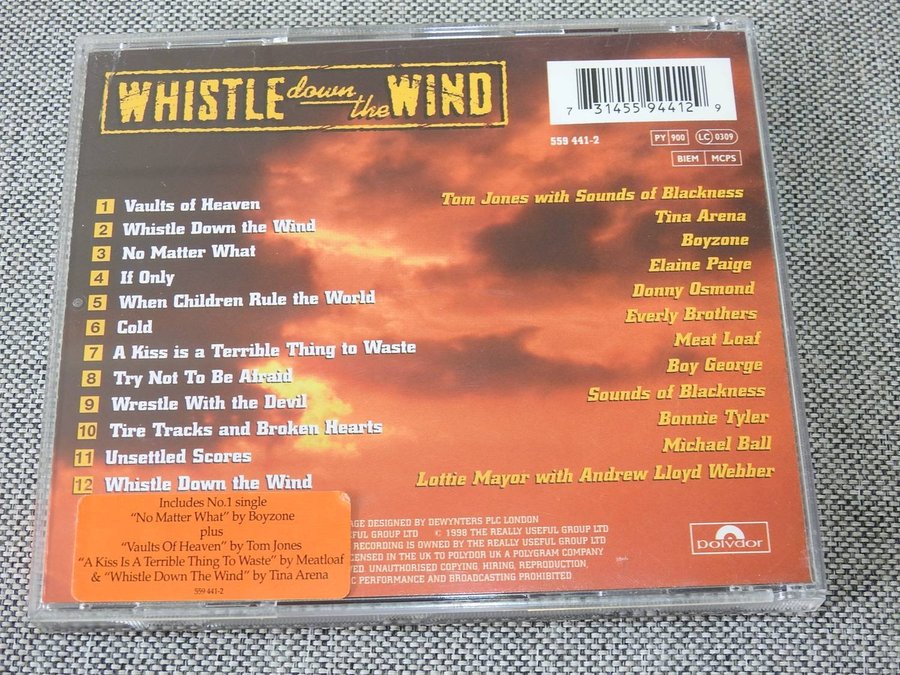 WHISTLE down the WIND
7 31455 94412 9
559 441-2
PY 900 LC 0309
BIEM MCPS
1 Vaults of Heaven Tom Jones with Sounds of Blackness
2 Whistle Down the Wind Tina Arena
3 No Matter What Boyzone
4 If Only Elaine Paige
5 When Children Rule the World Donny Osmond
6 Cold Everly Brothers
7 A Kiss is a Terrible Thing to Waste Meat Loaf
8 Try Not To Be Afraid Boy George
9 Wrestle With the Devil Sounds of Blackness
10 Tire Tracks and Broken Hearts Bonnie Tyler
11 Unsettled Scores Michael Ball
12 Whistle Down the Wind Lottie Mayor with Andrew Lloyd Webber
Includes No.1 single
"No Matter What" by Boyzone
plus
"Vaults Of Heaven" by Tom Jones
"A Kiss Is A Terrible Thing To Waste" by Meatloaf
& "Whistle Down The Wind" by Tina Arena
559 441-2
DESIGNED BY DEWYNTERS PLC LONDON
GROUP LTD © 1998 THE REALLY USEFUL GROUP LTD
RECORDING IS OWNED BY THE REALLY USEFUL GROUP LTD
IN THE UK TO POLYDOR UK A POLYGRAM COMPANY
UNAUTHORISED COPYING, HIRING, REPRODUCTION,
PERFORMANCE AND BROADCASTING PROHIBITED
polydor